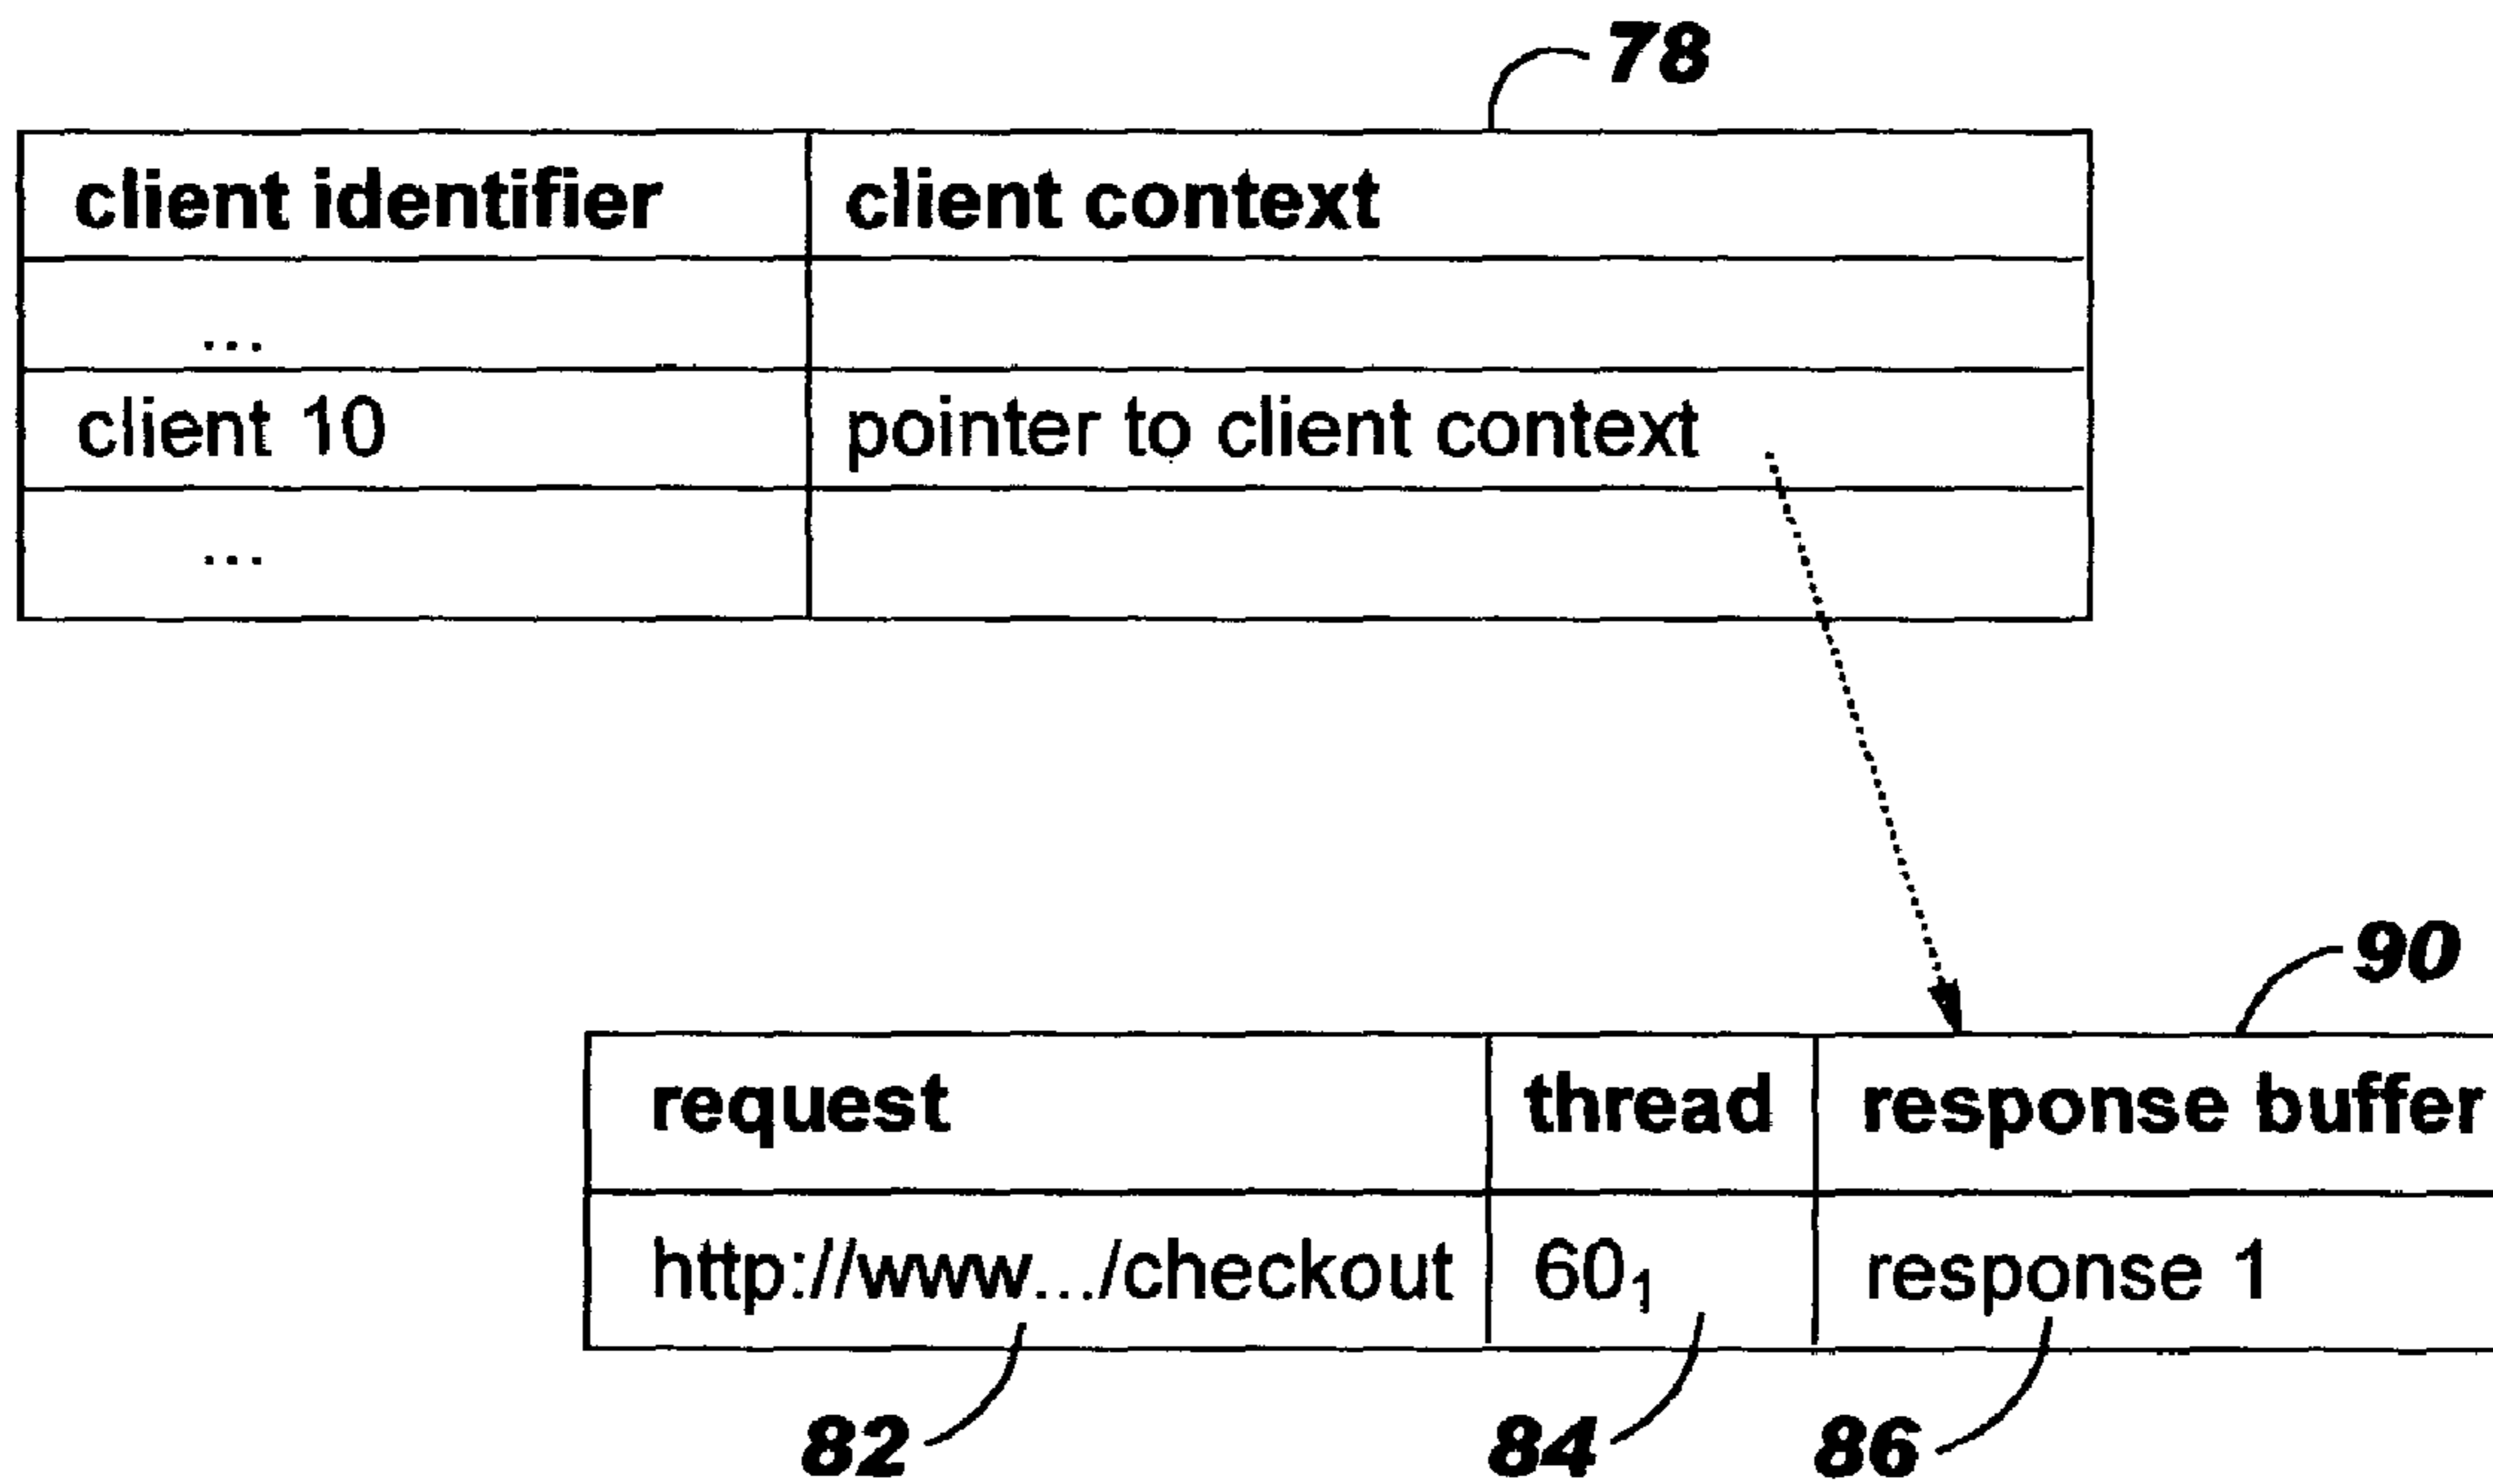 78
client identifier client context
...
client 10 pointer to client context
...
90
request thread response buffer
http://www.../checkout 60₁ response 1
82 84 86